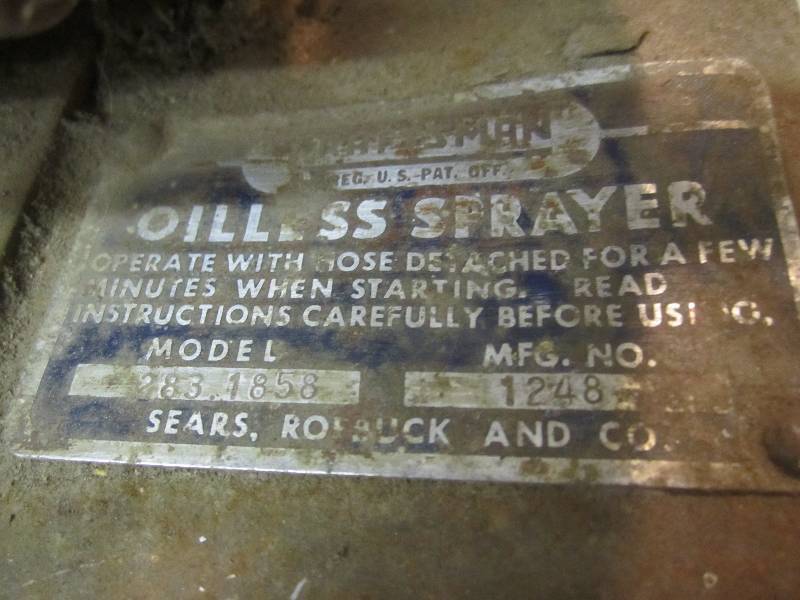 CRAFTSMAN
REG. U.S.-PAT. OFF.
OILLESS SPRAYER
OPERATE WITH HOSE DETACHED FOR A FEW
MINUTES WHEN STARTING. READ
INSTRUCTIONS CAREFULLY BEFORE USING.
MODEL MFG. NO.
283.1858 1248
SEARS, ROEBUCK AND CO.